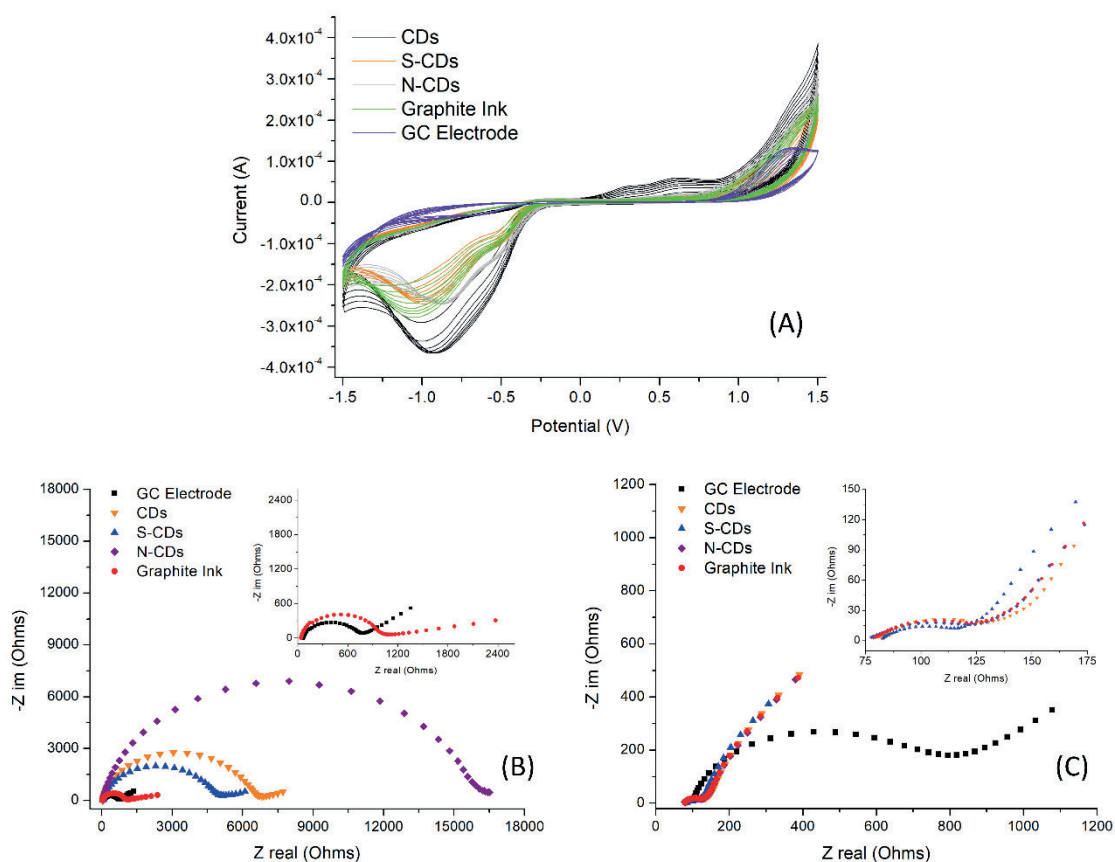 4.0x10⁻⁴
3.0x10⁻⁴
2.0x10⁻⁴
1.0x10⁻⁴
0.0
-1.0x10⁻⁴
-2.0x10⁻⁴
-3.0x10⁻⁴
-4.0x10⁻⁴
Current (A)
CDs
S-CDs
N-CDs
Graphite Ink
GC Electrode
(A)
-1.5 -1.0 -0.5 0.0 0.5 1.0 1.5
Potential (V)
18000
15000
12000
9000
6000
3000
0
-Z im (Ohms)
GC Electrode
CDs
S-CDs
N-CDs
Graphite Ink
2400
1800
1200
600
0
-Z im (Ohms)
0 600 1200 1800 2400
Z real (Ohms)
(B)
0 3000 6000 9000 12000 15000 18000
Z real (Ohms)
1200
1000
800
600
400
200
0
-Z im (Ohms)
GC Electrode
CDs
S-CDs
N-CDs
Graphite Ink
150
120
90
60
30
0
-Z im (Ohms)
75 100 125 150 175
Z real (Ohms)
(C)
0 200 400 600 800 1000 1200
Z real (Ohms)